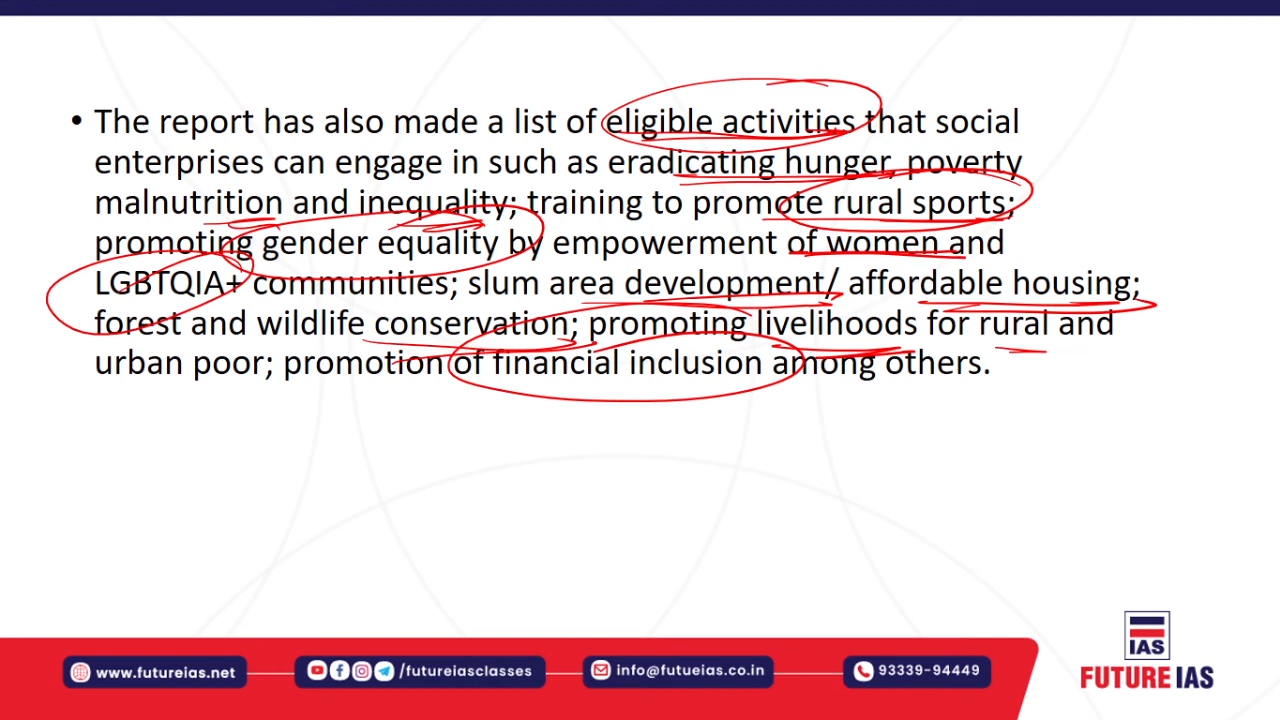 • The report has also made a list of eligible activities that social
enterprises can engage in such as eradicating hunger, poverty
malnutrition and inequality; training to promote rural sports;
promoting gender equality by empowerment of women and
LGBTQIA+ communities; slum area development/ affordable housing;
forest and wildlife conservation; promoting livelihoods for rural and
urban poor; promotion of financial inclusion among others.
IAS
FUTURE IAS
www.futureias.net
/futureiasclasses
info@futueias.co.in
93339-94449